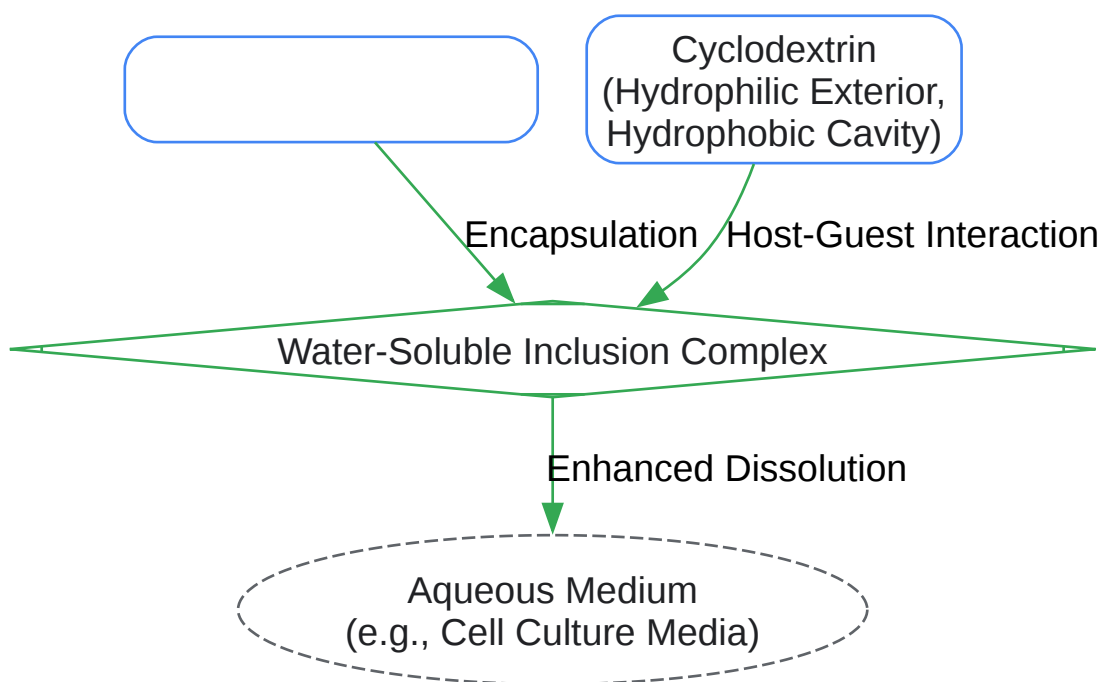 Cyclodextrin
(Hydrophilic Exterior,
Hydrophobic Cavity)
Encapsulation
Host-Guest Interaction
Water-Soluble Inclusion Complex
Enhanced Dissolution
Aqueous Medium
(e.g., Cell Culture Media)